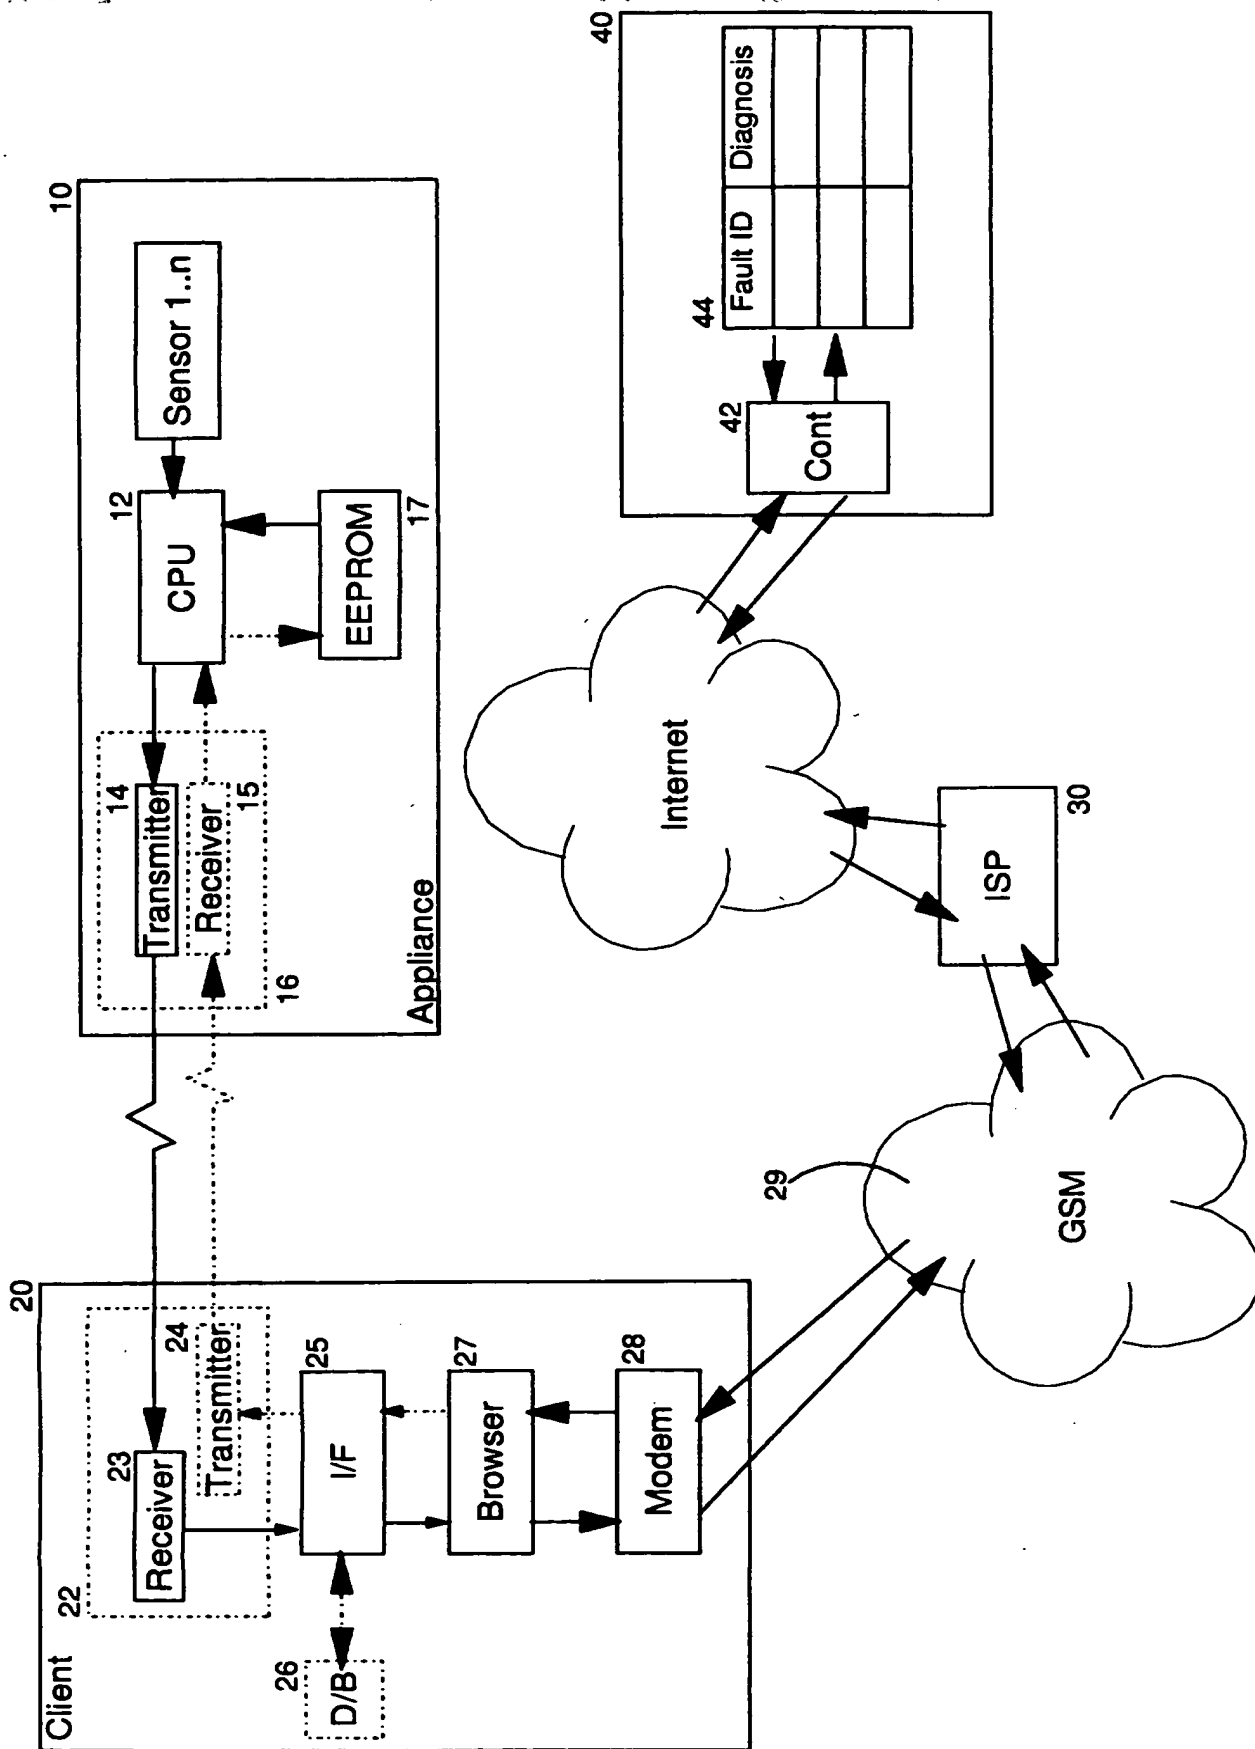 10
Sensor 1..n
12
CPU
EEPROM
17
14
Transmitter
Receiver
15
16
Appliance
20
Client
22
23
Receiver
24
Transmitter
25
I/F
26
D/B
27
Browser
28
Modem
29
GSM
30
ISP
Internet
40
42
Cont
44
Fault ID
Diagnosis